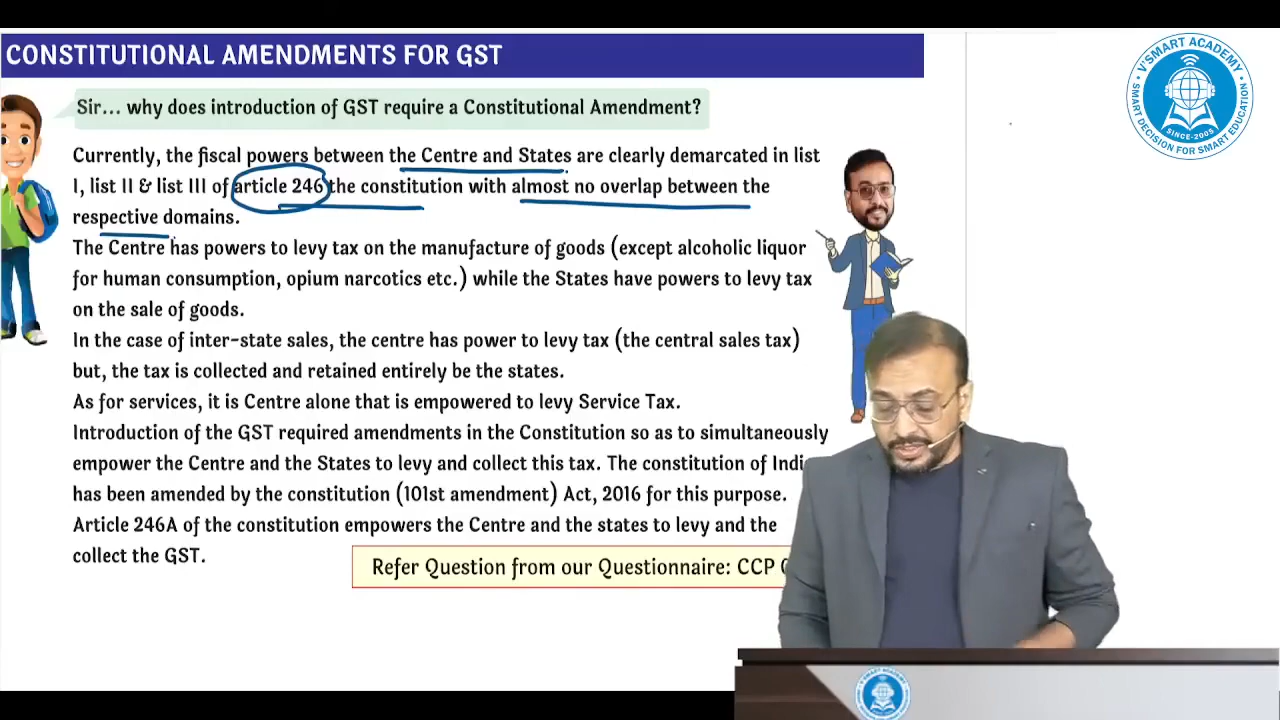 CONSTITUTIONAL AMENDMENTS FOR GST
Sir... why does introduction of GST require a Constitutional Amendment?
Currently, the fiscal powers between the Centre and States are clearly demarcated in list
I, list II & list III of article 246 the constitution with almost no overlap between the
respective domains.
The Centre has powers to levy tax on the manufacture of goods (except alcoholic liquor
for human consumption, opium narcotics etc.) while the States have powers to levy tax
on the sale of goods.
In the case of inter-state sales, the centre has power to levy tax (the central sales tax)
but, the tax is collected and retained entirely be the states.
As for services, it is Centre alone that is empowered to levy Service Tax.
Introduction of the GST required amendments in the Constitution so as to simultaneously
empower the Centre and the States to levy and collect this tax. The constitution of Indi
has been amended by the constitution (101st amendment) Act, 2016 for this purpose.
Article 246A of the constitution empowers the Centre and the states to levy and the
collect the GST.
Refer Question from our Questionnaire: CCP
V'SMART ACADEMY
SINCE-2005
SMART DECISION FOR SMART EDUCATION